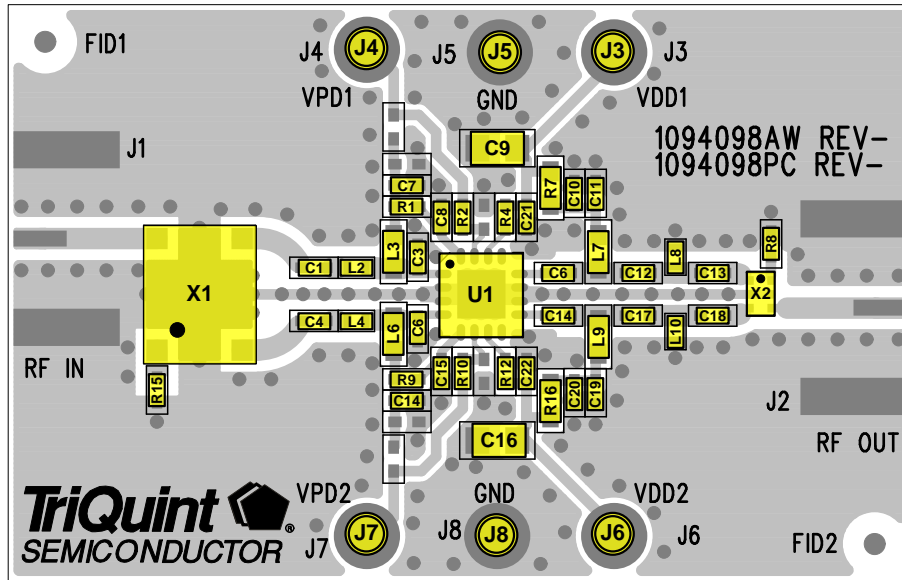 FID1
J4
J4
VPD1
J5
J5
GND
J3
J3
VDD1
J1
1094098AW REV-
1094098PC REV-
C9
C7
R1
C8
R2
R4
C21
R7
C10
C11
L3
C3
L7
L8
R8
C1
L2
C6
C12
C13
X1
U1
X2
C4
L4
L6
C6
C14
L9
C17
L10
C18
RF IN
R15
R9
C14
C15
R10
R12
C22
R16
C20
C19
J2
C16
RF OUT
VPD2
GND
VDD2
TriQuint®
SEMICONDUCTOR
J7
J7
J8
J8
J6
J6
FID2